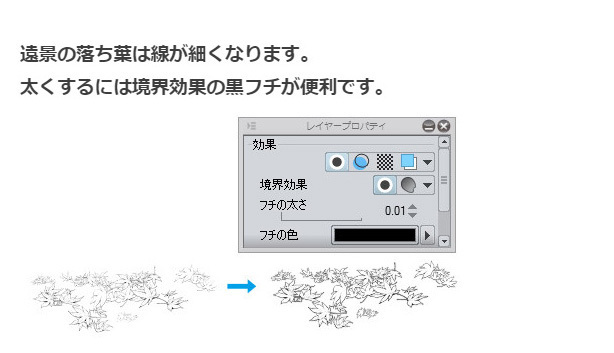 遠景の落ち葉は線が細くなります。
太くするには境界効果の黒フチが便利です。
レイヤープロパティ
効果
境界効果
フチの太さ
0.01
フチの色